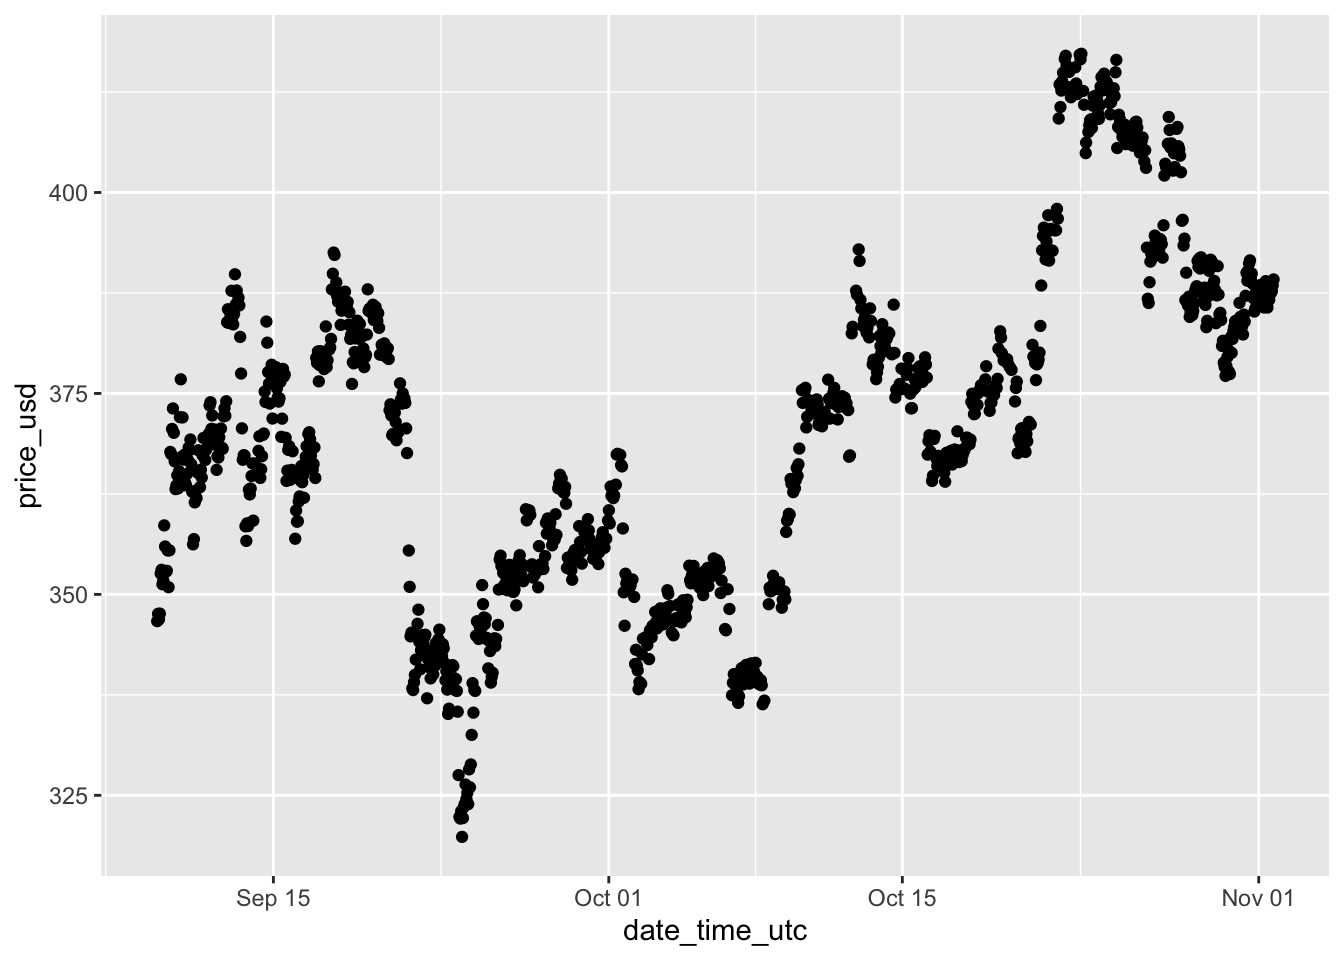 400
375
350
325
price_usd
Sep 15
Oct 01
Oct 15
Nov 01
date_time_utc